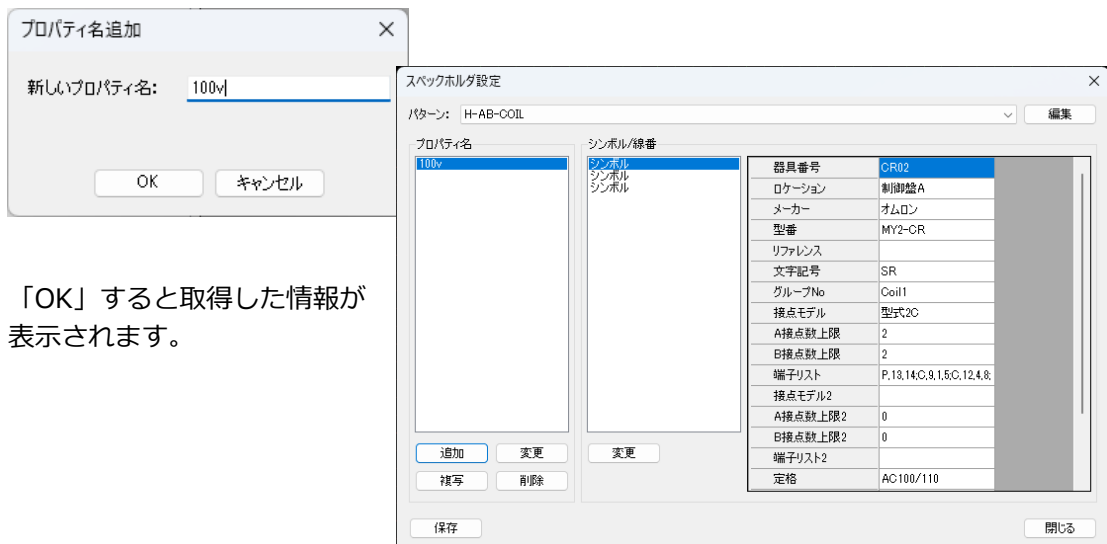 プロパティ名追加
新しいプロパティ名: 100v
OK キャンセル
「OK」すると取得した情報が
表示されます。
スペックホルダ設定
パターン: H-AB-COIL 編集
プロパティ名
100v
追加 変更
複写 削除
シンボル/線番
シンボル
シンボル
シンボル
変更
器具番号 CR02
ロケーション 制御盤A
メーカー オムロン
型番 MY2-CR
リファレンス
文字記号 SR
グループNo Coil1
接点モデル 型式2C
A接点数上限 2
B接点数上限 2
端子リスト P,13,14;C,9,1,5;C,12,4,8;
接点モデル2
A接点数上限2 0
B接点数上限2 0
端子リスト2
定格 AC100/110
保存 閉じる